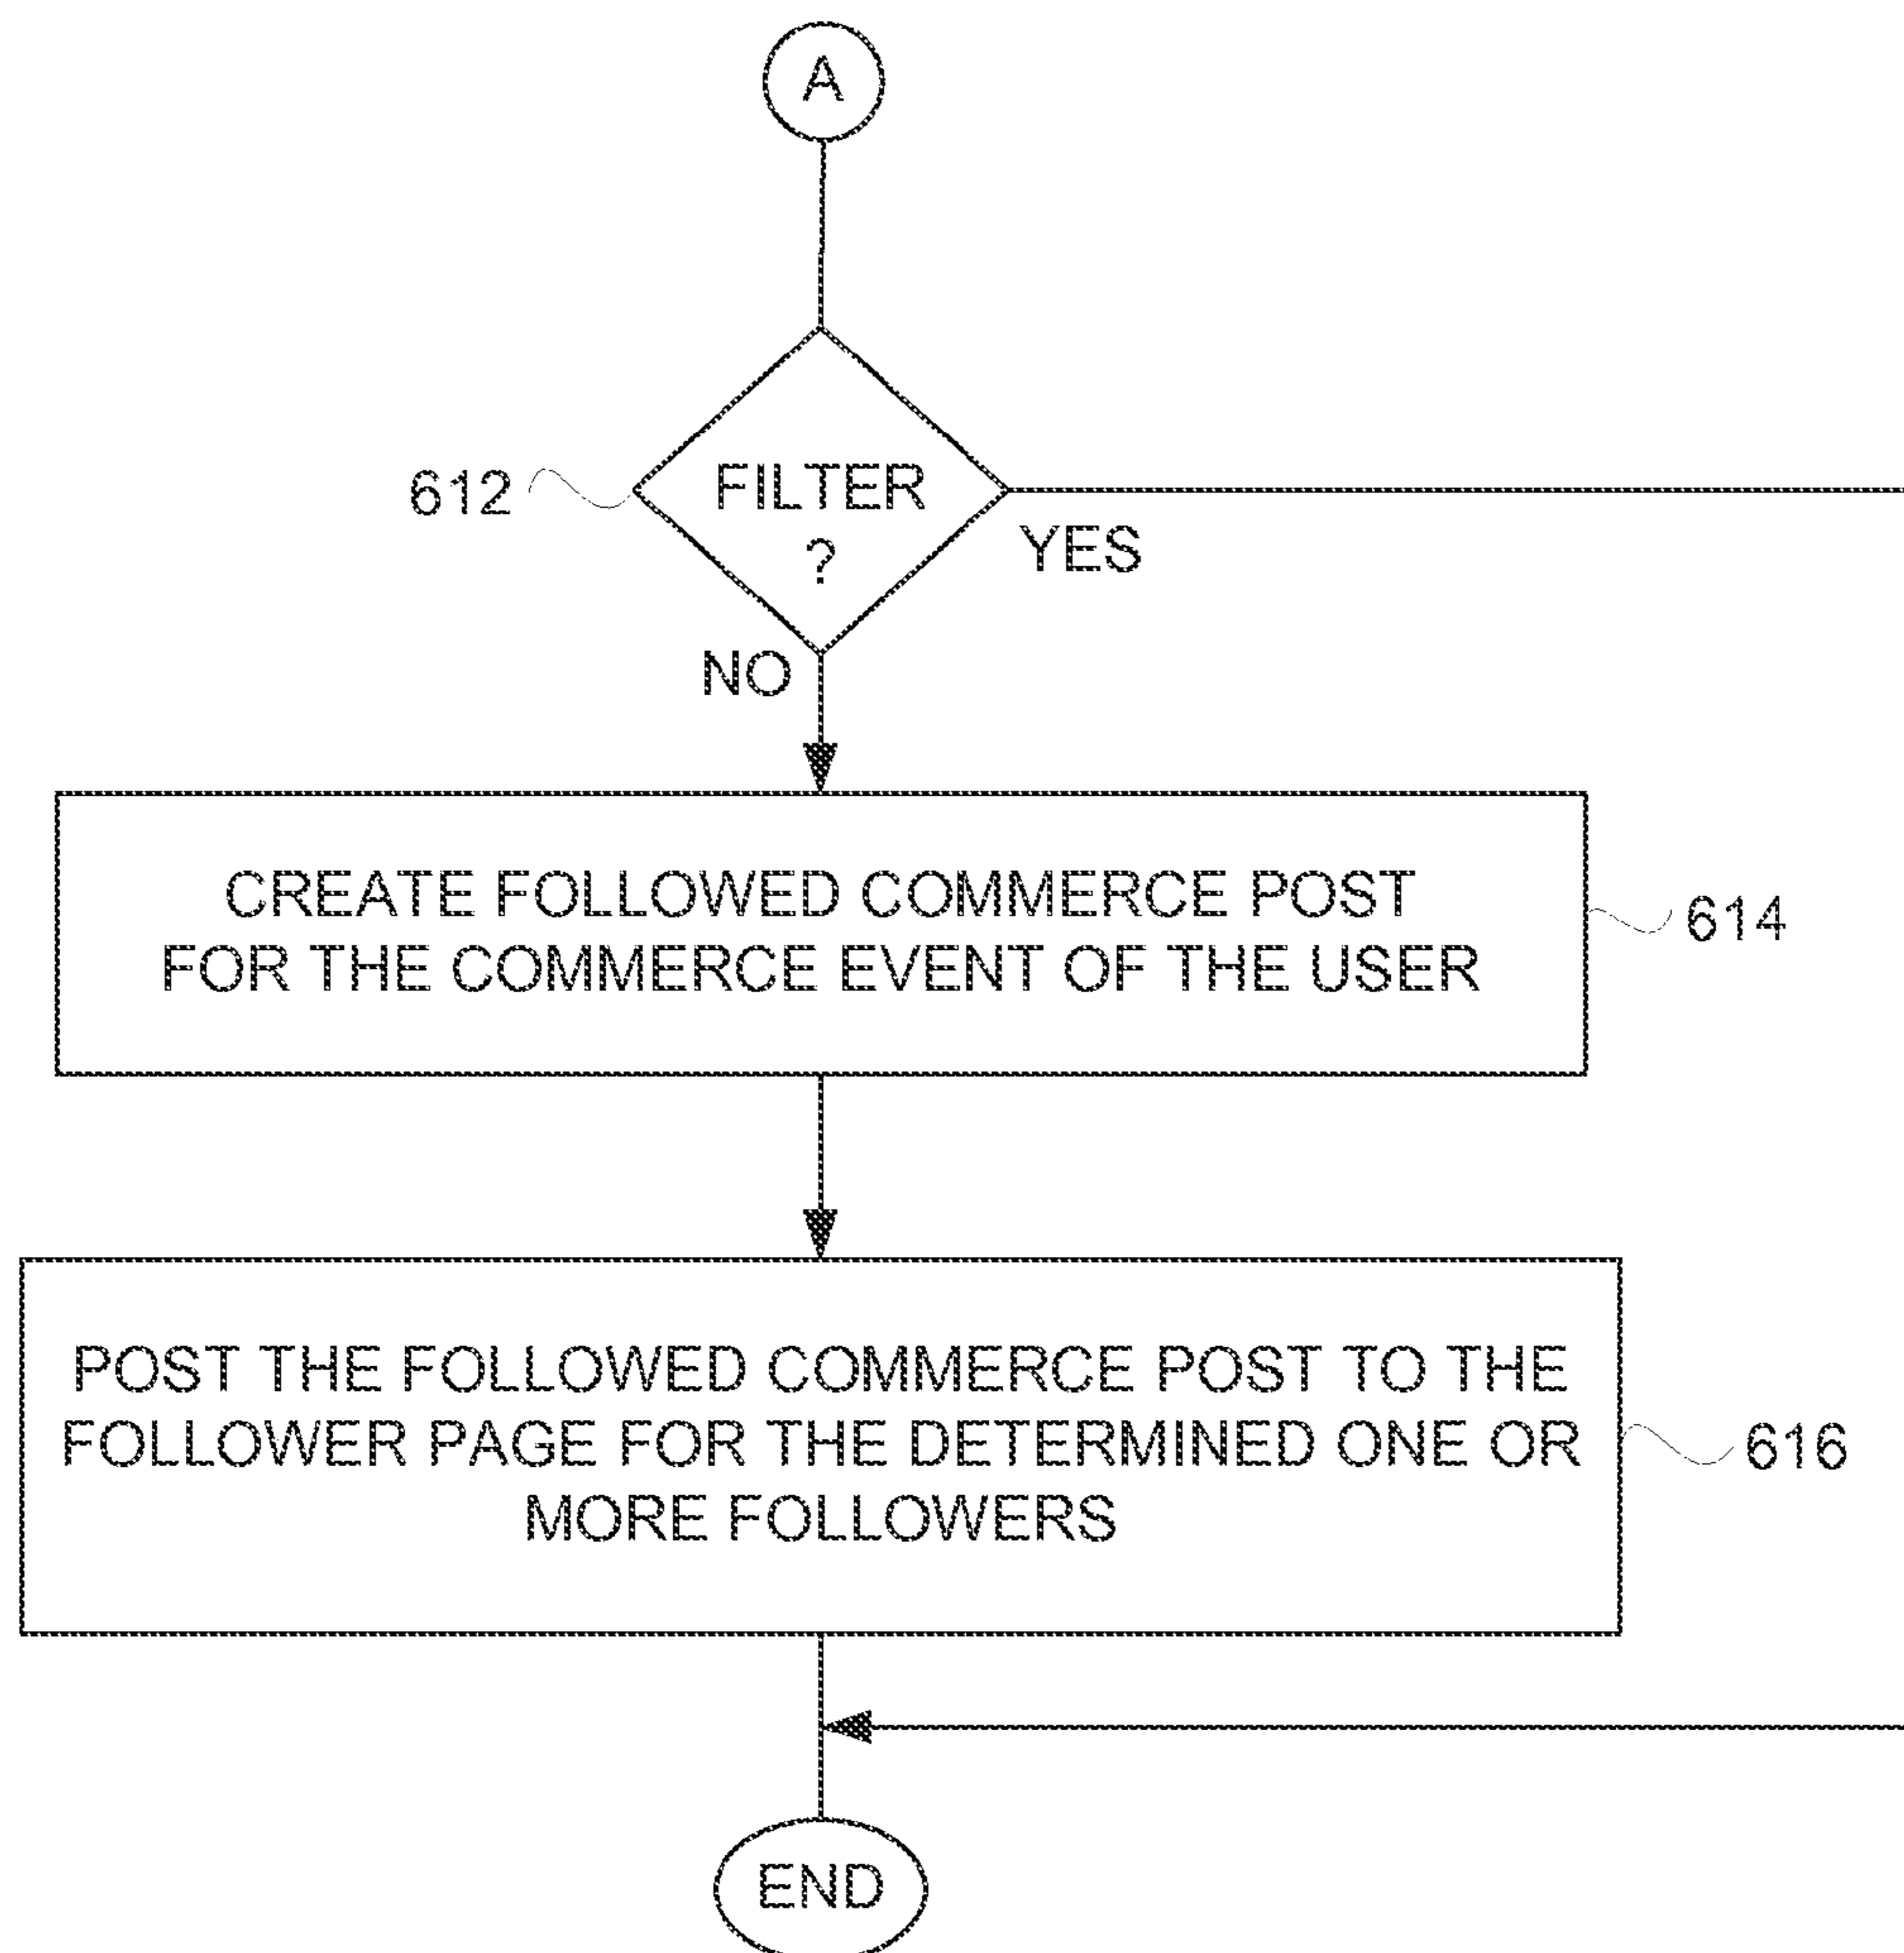 A
612
FILTER
?
YES
NO
CREATE FOLLOWED COMMERCE POST
FOR THE COMMERCE EVENT OF THE USER
614
POST THE FOLLOWED COMMERCE POST TO THE
FOLLOWER PAGE FOR THE DETERMINED ONE OR
MORE FOLLOWERS
616
END